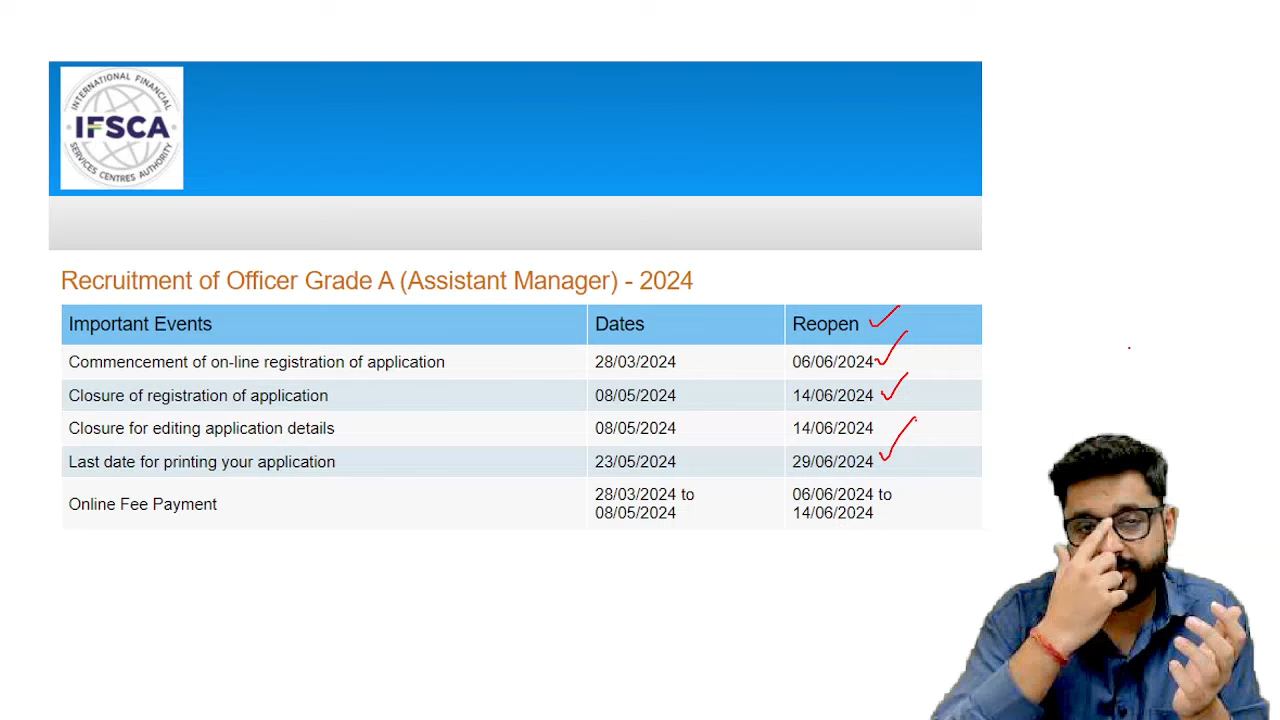 INTERNATIONAL FINANCIAL
IFSCA
SERVICES CENTRES AUTHORITY
Recruitment of Officer Grade A (Assistant Manager) - 2024
Important Events Dates Reopen
Commencement of on-line registration of application 28/03/2024 06/06/2024
Closure of registration of application 08/05/2024 14/06/2024
Closure for editing application details 08/05/2024 14/06/2024
Last date for printing your application 23/05/2024 29/06/2024
Online Fee Payment 28/03/2024 to 06/06/2024 to
08/05/2024 14/06/2024